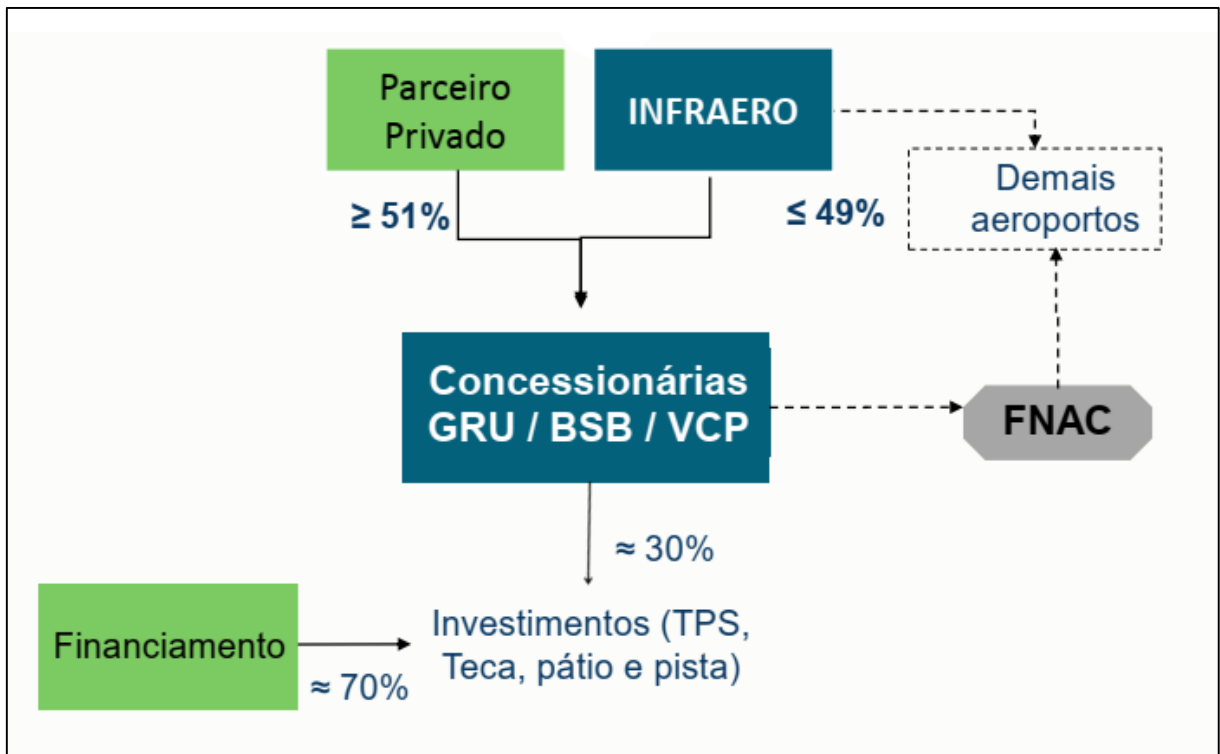 Parceiro
Privado
INFRAERO
≥ 51%
≤ 49%
Demais
aeroportos
Concessionárias
GRU / BSB / VCP
FNAC
≈ 30%
Financiamento
≈ 70%
Investimentos (TPS,
Teca, pátio e pista)